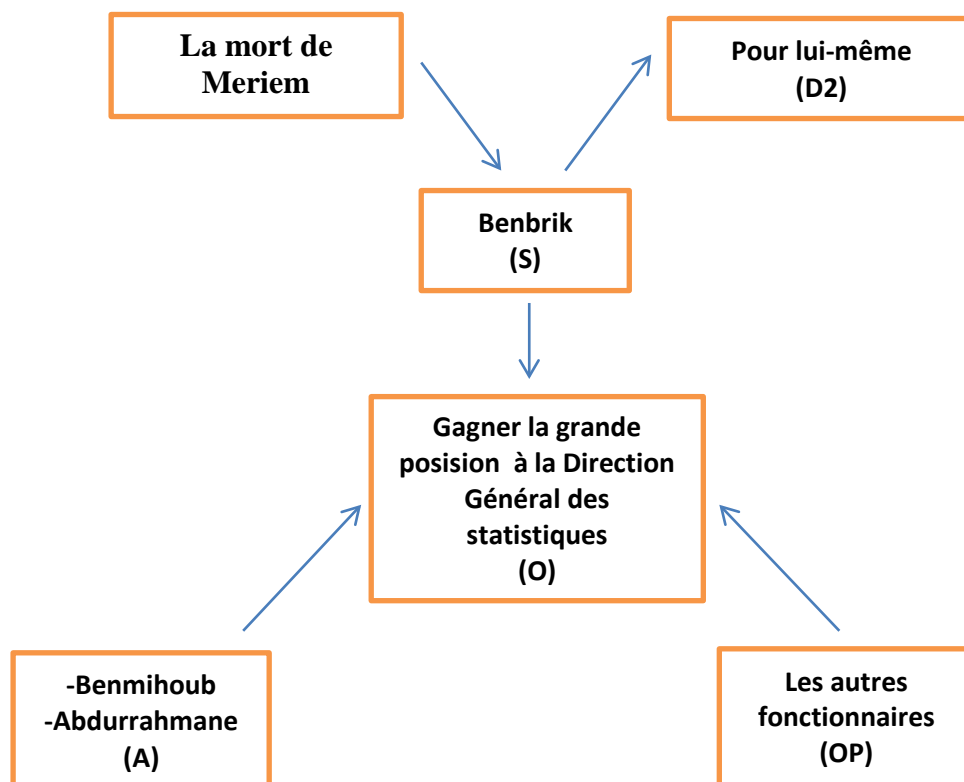 La mort de
Meriem
Pour lui-même
(D2)
Benbrik
(S)
Gagner la grande
posision à la Direction
Général des
statistiques
(O)
-Benmihoub
-Abdurrahmane
(A)
Les autres
fonctionnaires
(OP)